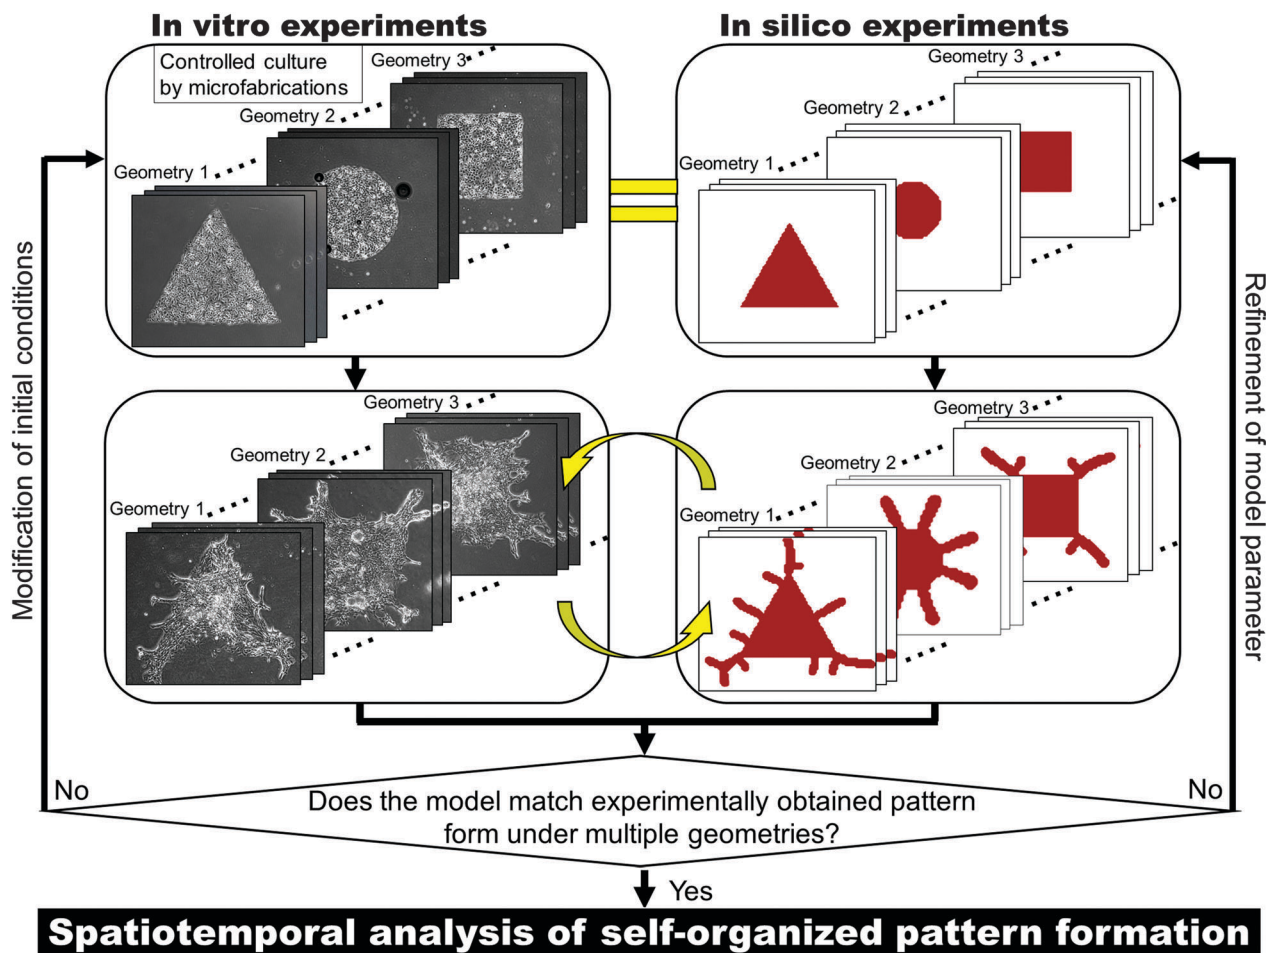 In vitro experiments
In silico experiments
Controlled culture
by microfabrications
Geometry 3
Geometry 2
Geometry 1
Geometry 3
Geometry 2
Geometry 1
Modification of initial conditions
Refinement of model parameter
Geometry 3
Geometry 2
Geometry 1
Geometry 3
Geometry 2
Geometry 1
No
No
Does the model match experimentally obtained pattern
form under multiple geometries?
Yes
Spatiotemporal analysis of self-organized pattern formation